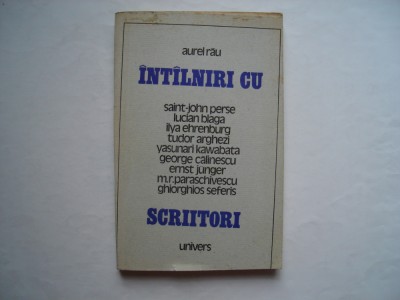 aurel rău
ÎNTÎLNIRI CU
saint-john perse
lucian blaga
ilya ehrenburg
tudor arghezi
yasunari kawabata
george călinescu
ernst jünger
m.r.paraschivescu
ghiorghios seferis
SCRIITORI
univers